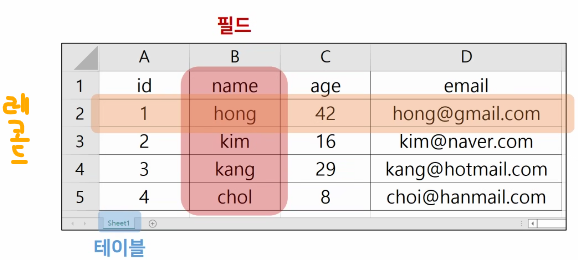 필드
A B C D
1 id name age email
레코드
2 1 hong 42 hong@gmail.com
3 2 kim 16 kim@naver.com
4 3 kang 29 kang@hotmail.com
5 4 chol 8 choi@hanmail.com
Sheet1
테이블